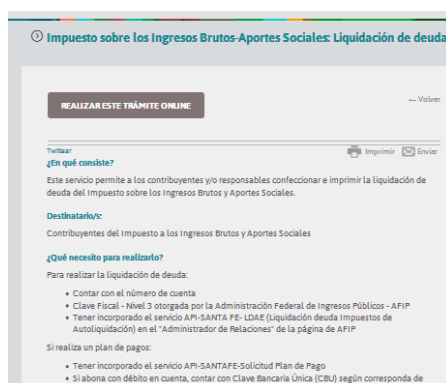 Impuesto sobre los Ingresos Brutos-Aportes Sociales: Liquidación de deuda
REALIZAR ESTE TRÁMITE ONLINE
← Volver
Twittear
Imprimir
Enviar
¿En qué consiste?
Este servicio permite a los contribuyentes y/o responsables confeccionar e imprimir la liquidación de
deuda del Impuesto sobre los Ingresos Brutos y Aportes Sociales.
Destinatario/s:
Contribuyentes del Impuesto a los Ingresos Brutos y Aportes Sociales
¿Qué necesito para realizarlo?
Para realizar la liquidación de deuda:
• Contar con el número de cuenta
• Clave Fiscal - Nivel 3 otorgada por la Administración Federal de Ingresos Públicos - AFIP
• Tener incorporado el servicio API-SANTA FE- LDAE (Liquidación deuda Impuestos de
Autoliquidación) en el "Administrador de Relaciones" de la página de AFIP
Si realiza un plan de pagos:
• Tener incorporado el servicio API-SANTAFE-Solicitud Plan de Pago
• Si abona con débito en cuenta, contar con Clave Bancaria Única (CBU) según corresponda de